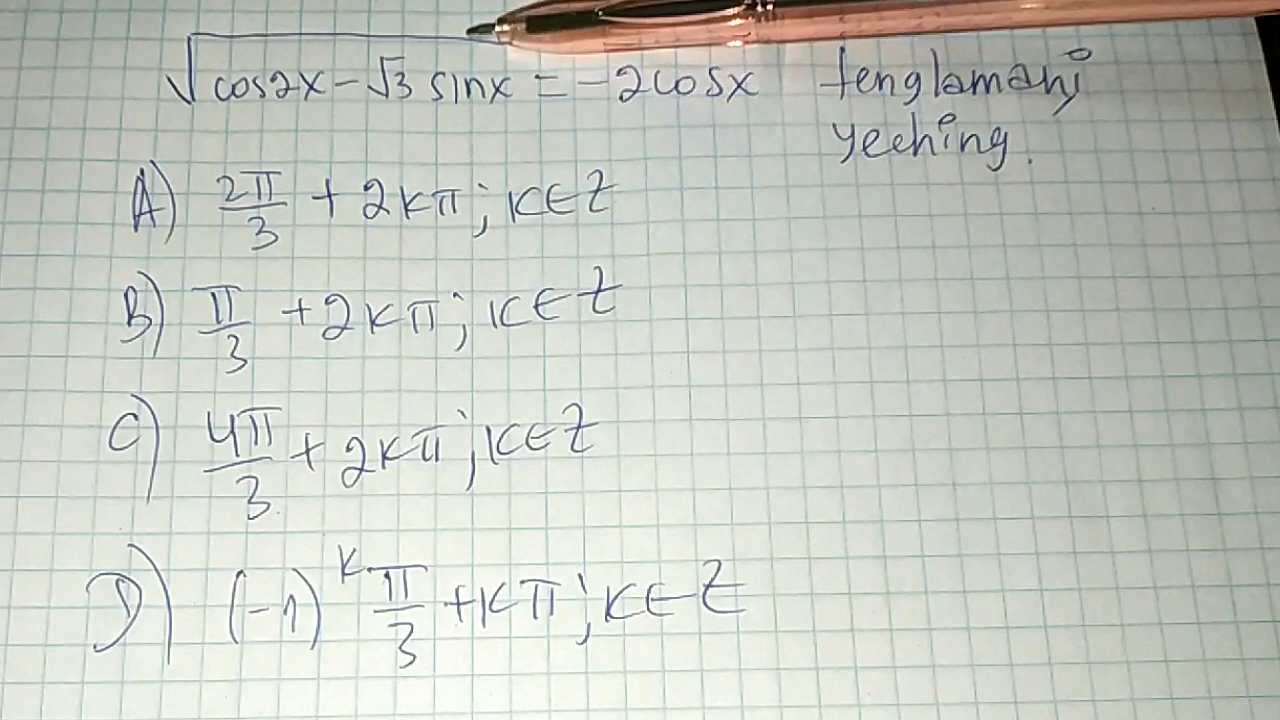 √cos2x - √3 sinx = -2cosx tenglamani
yeching.
A) 2π/3 + 2kπ; k∈Z
B) π/3 + 2kπ; k∈Z
C) 4π/3 + 2kπ; k∈Z
D) (-1)^k π/3 + kπ; k∈Z